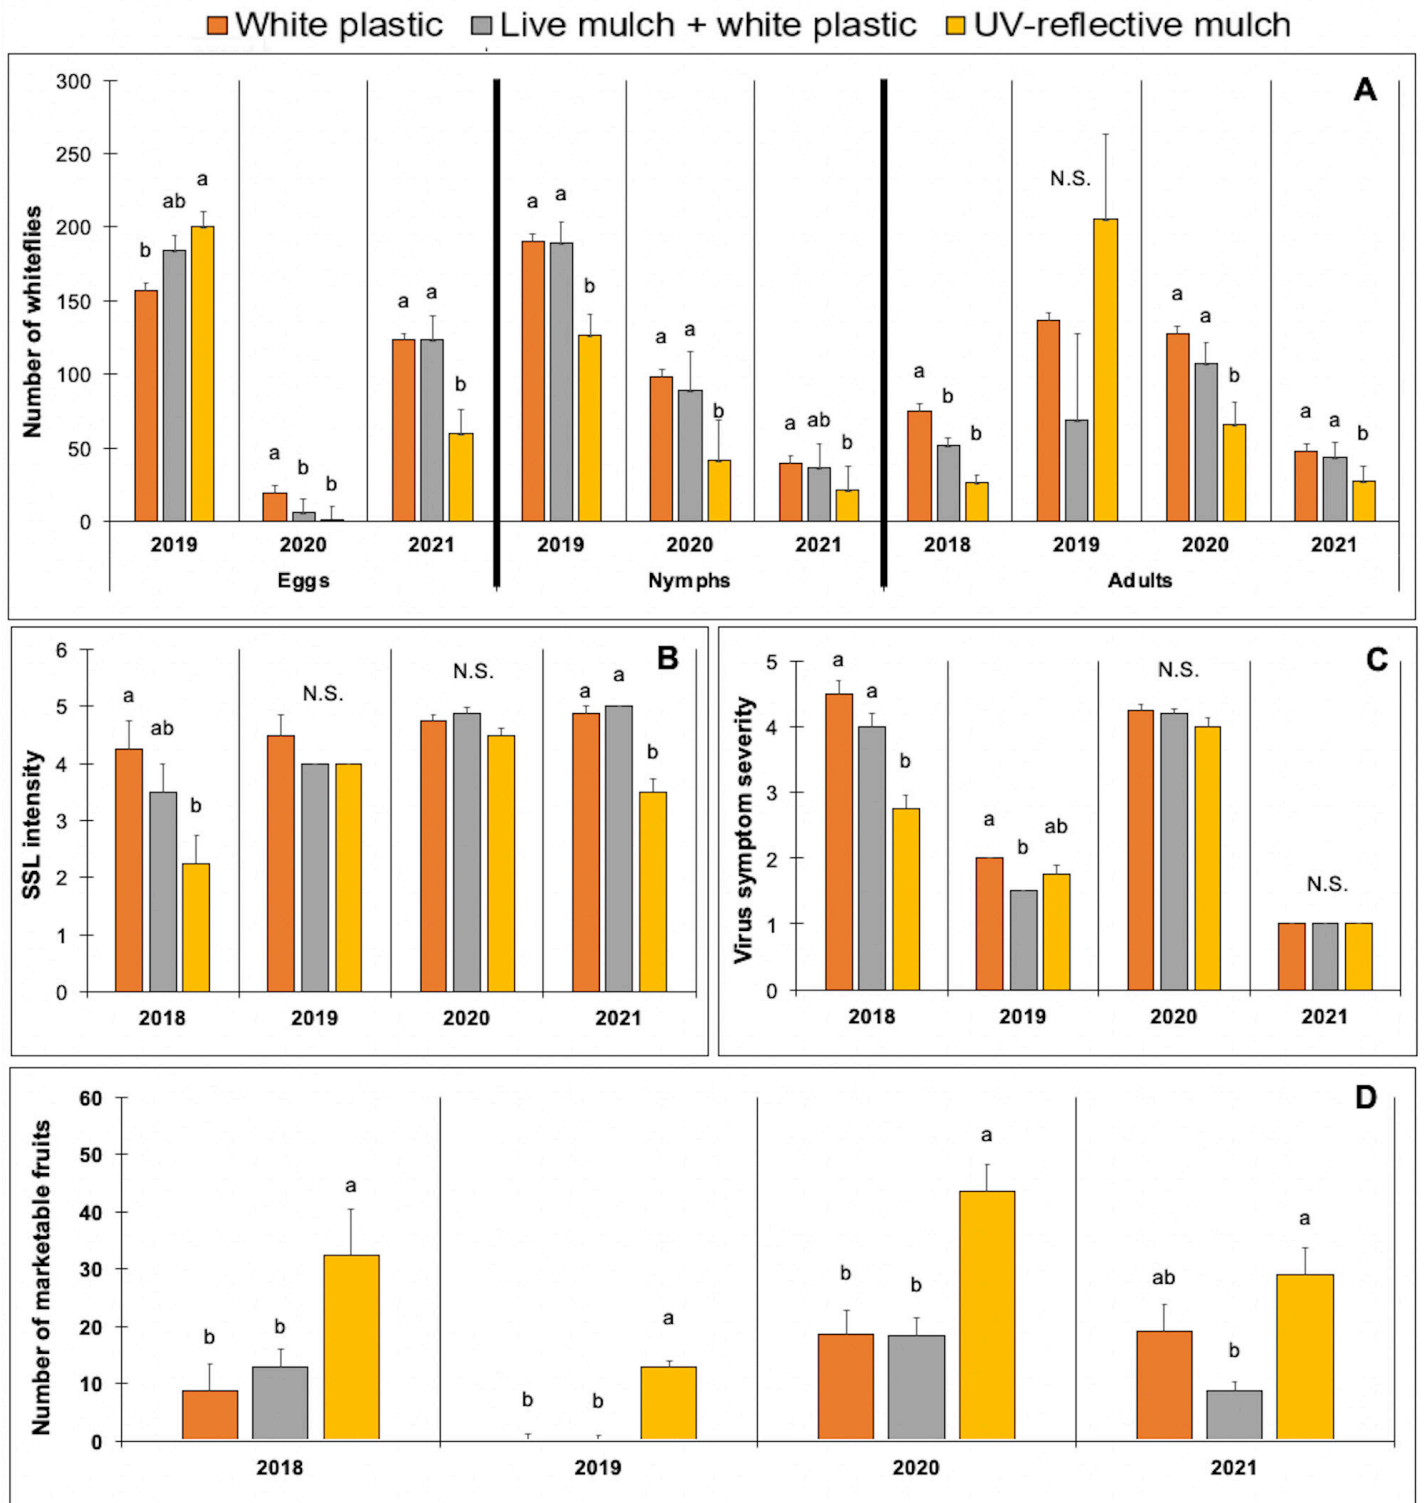 White plastic Live mulch + white plastic UV-reflective mulch
A
Number of whiteflies
300
250
200
150
100
50
0
b ab a
a b b
a a b
a a b
a a b
a ab b
a b b
N.S.
a a b
a a b
2019 2020 2021 2019 2020 2021 2018 2019 2020 2021
Eggs Nymphs Adults
B
SSL intensity
6
5
4
3
2
1
0
a ab b
N.S.
N.S.
a a b
2018 2019 2020 2021
C
Virus symptom severity
5
4
3
2
1
0
a a b
a b ab
N.S.
N.S.
2018 2019 2020 2021
D
Number of marketable fruits
60
50
40
30
20
10
0
b b a
b b a
b b a
ab b a
2018 2019 2020 2021